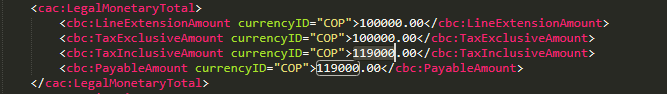 <cac:LegalMonetaryTotal>
<cbc:LineExtensionAmount currencyID="COP">100000.00</cbc:LineExtensionAmount>
<cbc:TaxExclusiveAmount currencyID="COP">100000.00</cbc:TaxExclusiveAmount>
<cbc:TaxInclusiveAmount currencyID="COP">119000.00</cbc:TaxInclusiveAmount>
<cbc:PayableAmount currencyID="COP">119000.00</cbc:PayableAmount>
</cac:LegalMonetaryTotal>